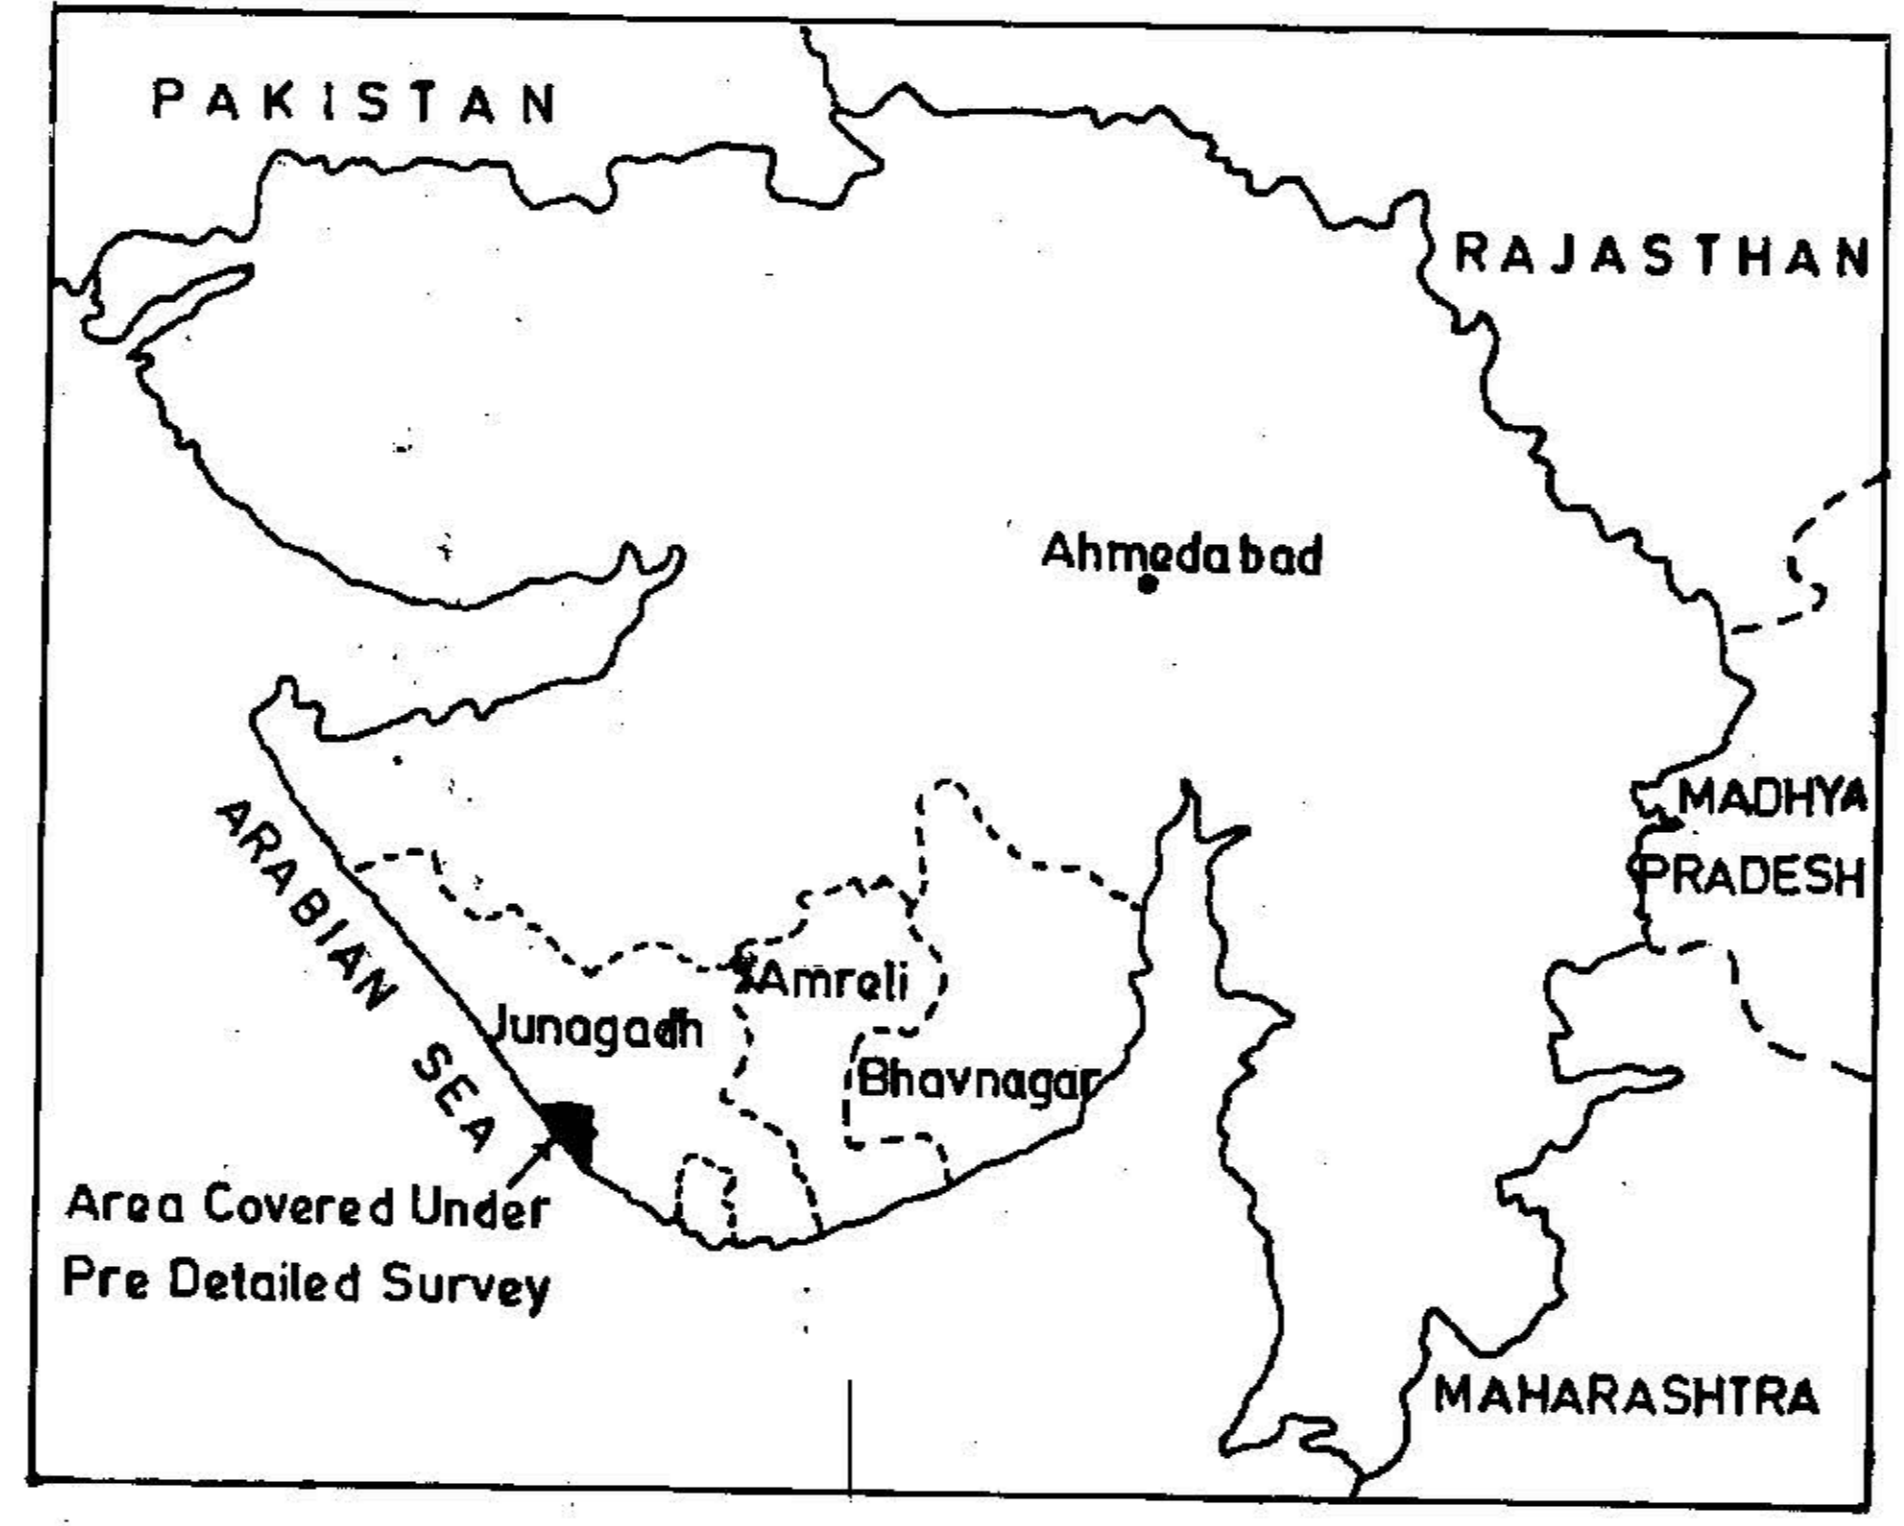 PAKISTAN
RAJASTHAN
Ahmedabad
MADHYA
PRADESH
ARABIAN SEA
Amreli
Junagadh
Bhavnagar
Area Covered Under
Pre Detailed Survey
MAHARASHTRA